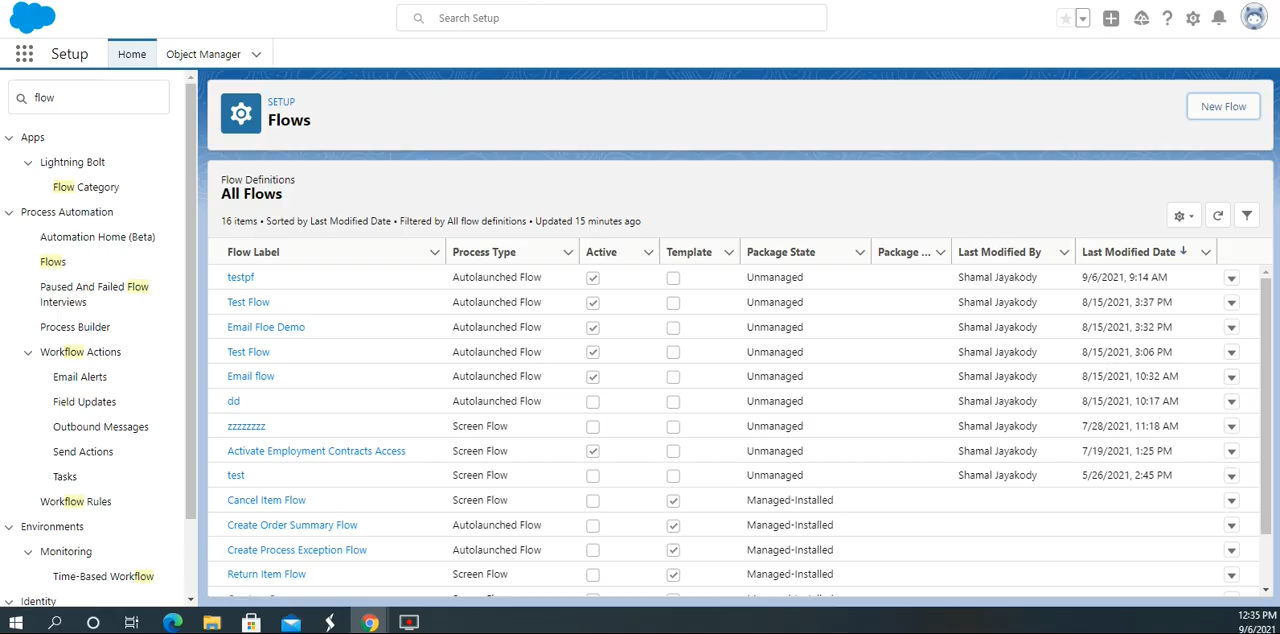 Search Setup
Setup
Home
Object Manager
flow
Apps
Lightning Bolt
Flow Category
Process Automation
Automation Home (Beta)
Flows
Paused And Failed Flow
Interviews
Process Builder
Workflow Actions
Email Alerts
Field Updates
Outbound Messages
Send Actions
Tasks
Workflow Rules
Environments
Monitoring
Time-Based Workflow
Identity
SETUP
Flows
New Flow
Flow Definitions
All Flows
16 items • Sorted by Last Modified Date • Filtered by All flow definitions • Updated 15 minutes ago
Flow Label Process Type Active Template Package State Package ... Last Modified By Last Modified Date
testpf Autolaunched Flow Unmanaged Shamal Jayakody 9/6/2021, 9:14 AM
Test Flow Autolaunched Flow Unmanaged Shamal Jayakody 8/15/2021, 3:37 PM
Email Floe Demo Autolaunched Flow Unmanaged Shamal Jayakody 8/15/2021, 3:32 PM
Test Flow Autolaunched Flow Unmanaged Shamal Jayakody 8/15/2021, 3:06 PM
Email flow Autolaunched Flow Unmanaged Shamal Jayakody 8/15/2021, 10:32 AM
dd Autolaunched Flow Unmanaged Shamal Jayakody 8/15/2021, 10:17 AM
zzzzzzzz Screen Flow Unmanaged Shamal Jayakody 7/28/2021, 11:18 AM
Activate Employment Contracts Access Screen Flow Unmanaged Shamal Jayakody 7/19/2021, 1:25 PM
test Screen Flow Unmanaged Shamal Jayakody 5/26/2021, 2:45 PM
Cancel Item Flow Screen Flow Managed-Installed
Create Order Summary Flow Autolaunched Flow Managed-Installed
Create Process Exception Flow Autolaunched Flow Managed-Installed
Return Item Flow Screen Flow Managed-Installed
12:35 PM
9/6/2021